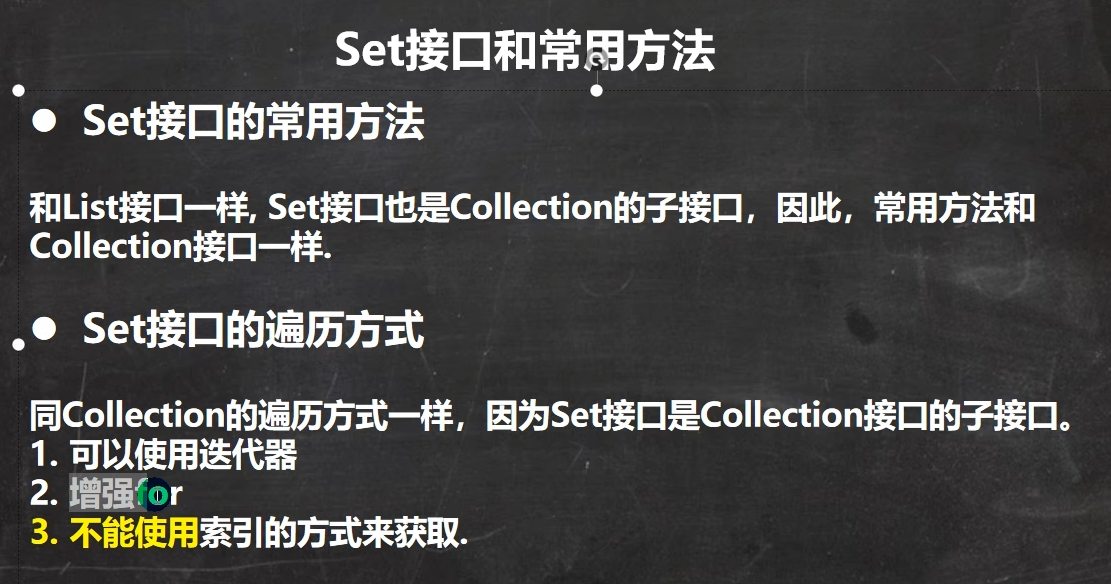 Set接口和常用方法
● Set接口的常用方法
和List接口一样, Set接口也是Collection的子接口，因此，常用方法和
Collection接口一样.
● Set接口的遍历方式
同Collection的遍历方式一样，因为Set接口是Collection接口的子接口。
1. 可以使用迭代器
2. 增强for
3. 不能使用索引的方式来获取.